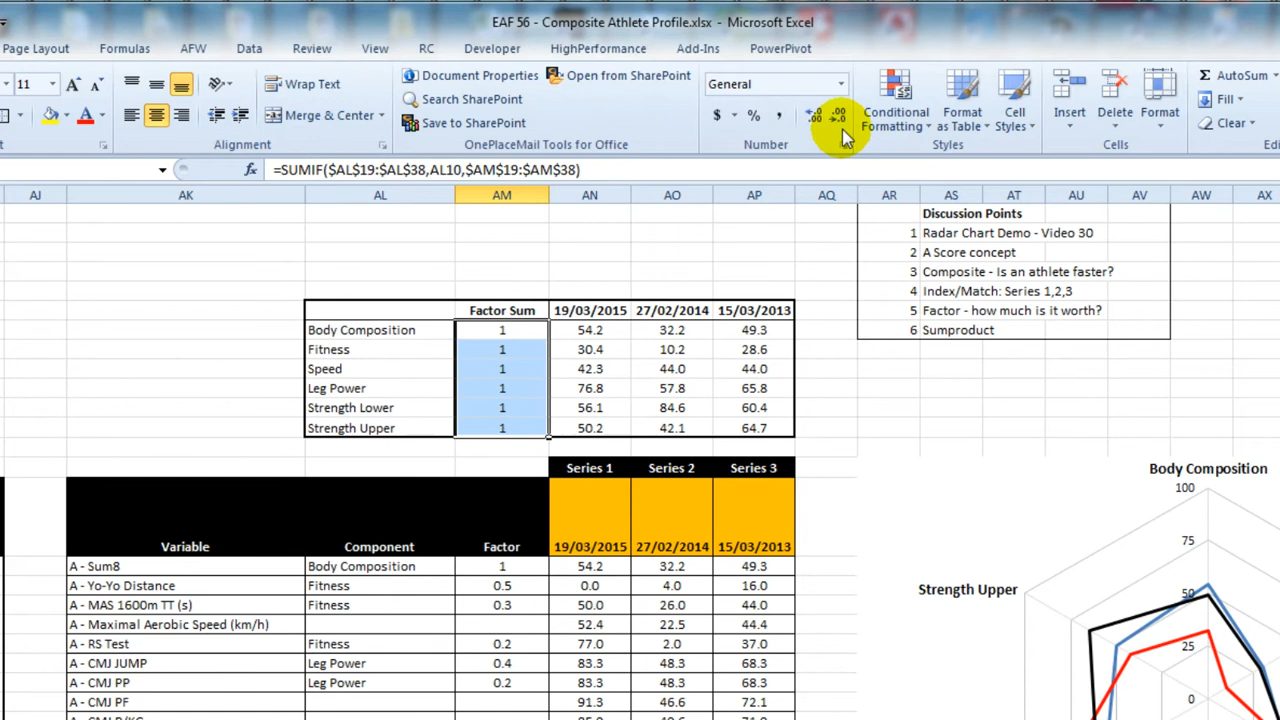 EAF 56 - Composite Athlete Profile.xlsx - Microsoft Excel
Page Layout Formulas AFW Data Review View RC Developer HighPerformance Add-Ins PowerPivot
11 A A Wrap Text Document Properties Open from SharePoint General Conditional Formatting Format as Table Cell Styles Insert Delete Format Σ AutoSum
Search SharePoint Fill
A Merge & Center Save to SharePoint $ % , .00 .00 Clear
Alignment OnePlaceMail Tools for Office Number Styles Cells
fx =SUMIF($AL$19:$AL$38,AL10,$AM$19:$AM$38)
AJ AK AL AM AN AO AP AQ AR AS AT AU AV AW AX
Discussion Points
1 Radar Chart Demo - Video 30
2 A Score concept
3 Composite - Is an athlete faster?
4 Index/Match: Series 1,2,3
5 Factor - how much is it worth?
6 Sumproduct
Factor Sum 19/03/2015 27/02/2014 15/03/2013
Body Composition 1 54.2 32.2 49.3
Fitness 1 30.4 10.2 28.6
Speed 1 42.3 44.0 44.0
Leg Power 1 76.8 57.8 65.8
Strength Lower 1 56.1 84.6 60.4
Strength Upper 1 50.2 42.1 64.7
Series 1 Series 2 Series 3
Variable Component Factor 19/03/2015 27/02/2014 15/03/2013
A - Sum8 Body Composition 1 54.2 32.2 49.3
A - Yo-Yo Distance Fitness 0.5 0.0 4.0 16.0
A - MAS 1600m TT (s) Fitness 0.3 50.0 26.0 44.0
A - Maximal Aerobic Speed (km/h) 52.4 22.5 44.4
A - RS Test Fitness 0.2 77.0 2.0 37.0
A - CMJ JUMP Leg Power 0.4 83.3 48.3 68.3
A - CMJ PP Leg Power 0.2 83.3 48.3 68.3
A - CMJ PF 91.3 46.6 72.1
Body Composition
100
75
50
25
0
Strength Upper